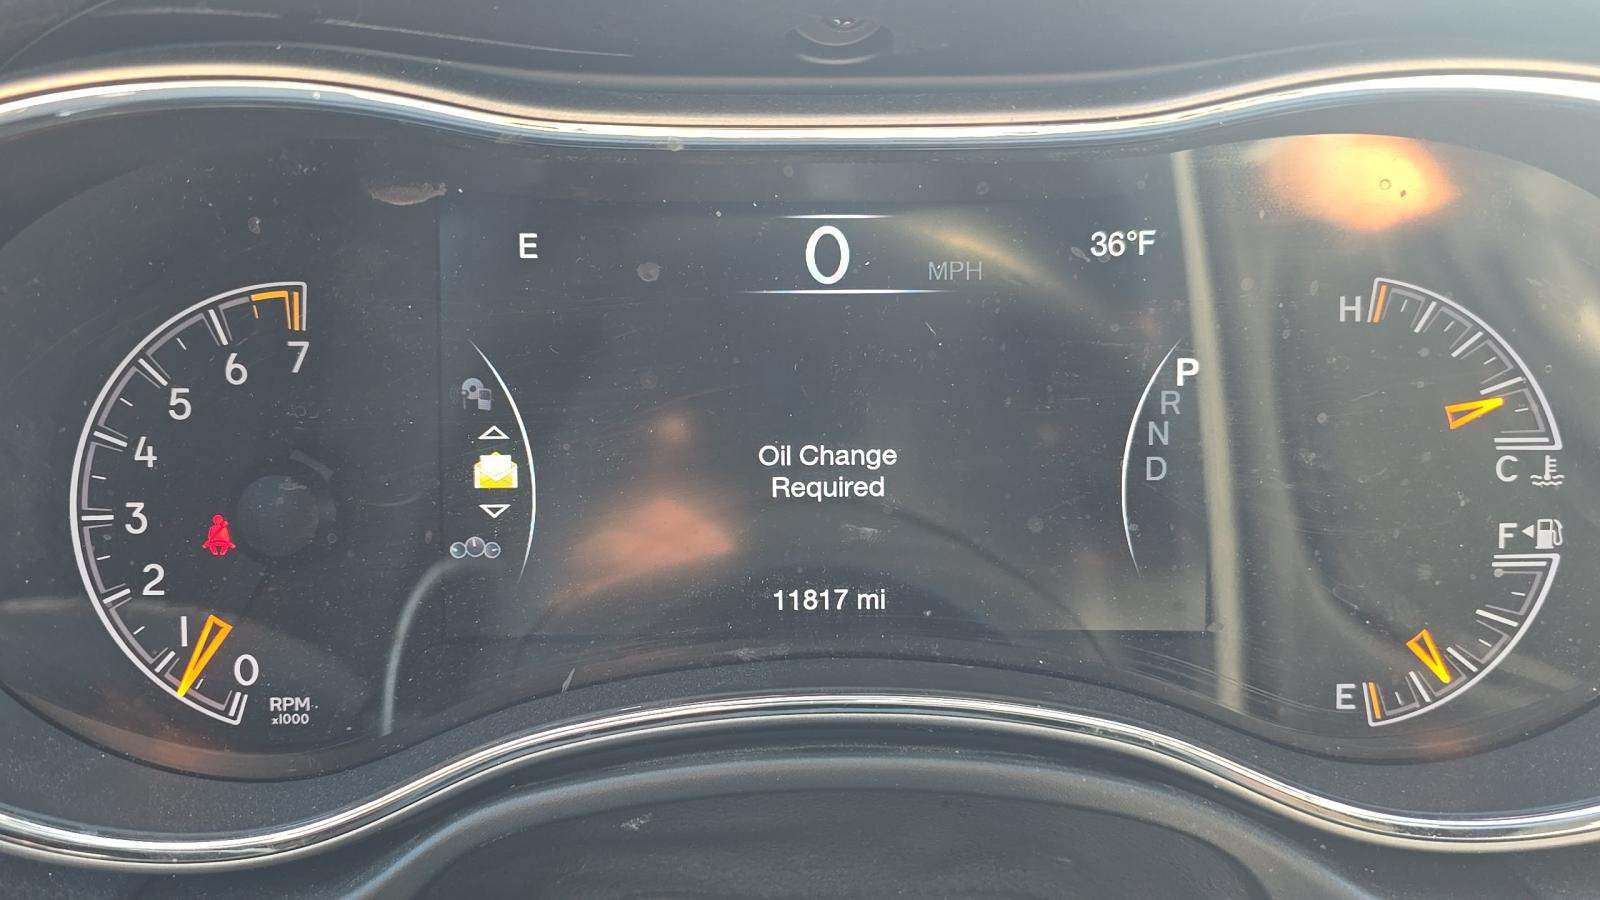 E
0
MPH
36°F
7
6
5
4
3
2
1
0
RPM
x1000
Oil Change
Required
11817 mi
P
R
N
D
H
C
F
E